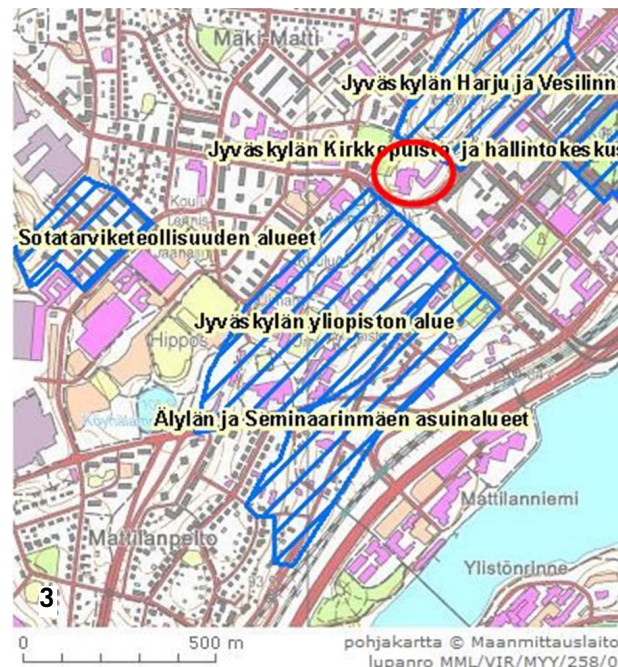 Mäki-Matti
Jyväskylän Harju ja Vesilinn
Jyväskylän Kirkkopuisto ja hallintokeskus
Koulu
Sotatarviketeollisuuden alueet
Jyväskylän yliopiston alue
Hippos
Älylän ja Seminaarinmäen asuinalueet
Mattilanniemi
Mattilanpelto
Ylistönrinne
3
0 500 m
pohjakartta © Maanmittauslaito
lupanro MML/VIR/MYY/258/0